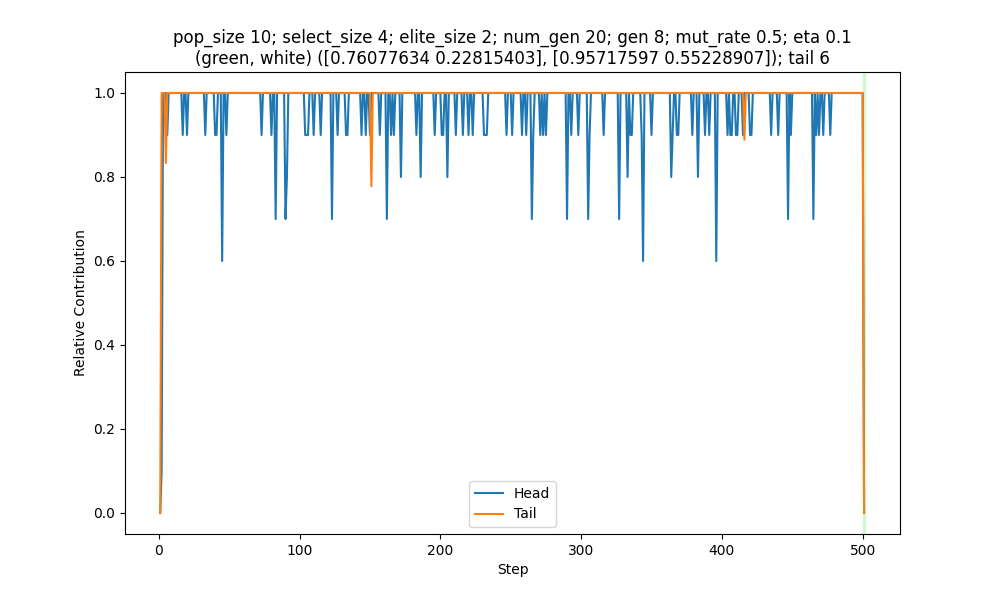 pop_size 10; select_size 4; elite_size 2; num_gen 20; gen 8; mut_rate 0.5; eta 0.1
(green, white) ([0.76077634 0.22815403], [0.95717597 0.55228907]); tail 6
1.0
0.8
0.6
0.4
0.2
0.0
Relative Contribution
Head
Tail
0
100
200
300
400
500
Step